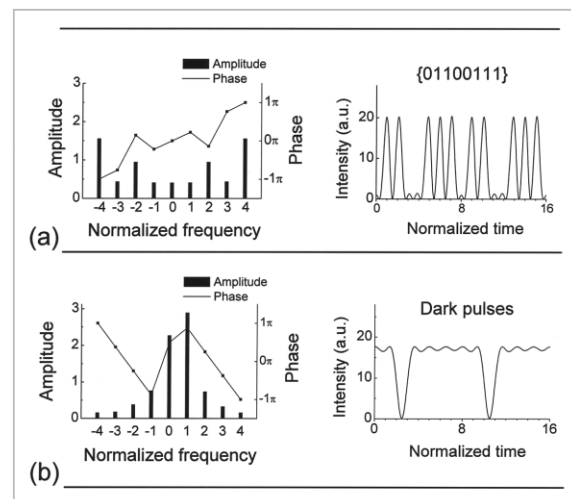 Amplitude
Phase
3
2
1
0
Amplitude
1π
0π
-1π
Phase
-4 -3 -2 -1 0 1 2 3 4
Normalized frequency
(a)
{01100111}
20
10
0
Intensity (a.u.)
0 8 16
Normalized time
Amplitude
Phase
3
2
1
0
Amplitude
1π
0π
-1π
Phase
-4 -3 -2 -1 0 1 2 3 4
Normalized frequency
(b)
Dark pulses
20
10
0
Intensity (a.u.)
0 8 16
Normalized time